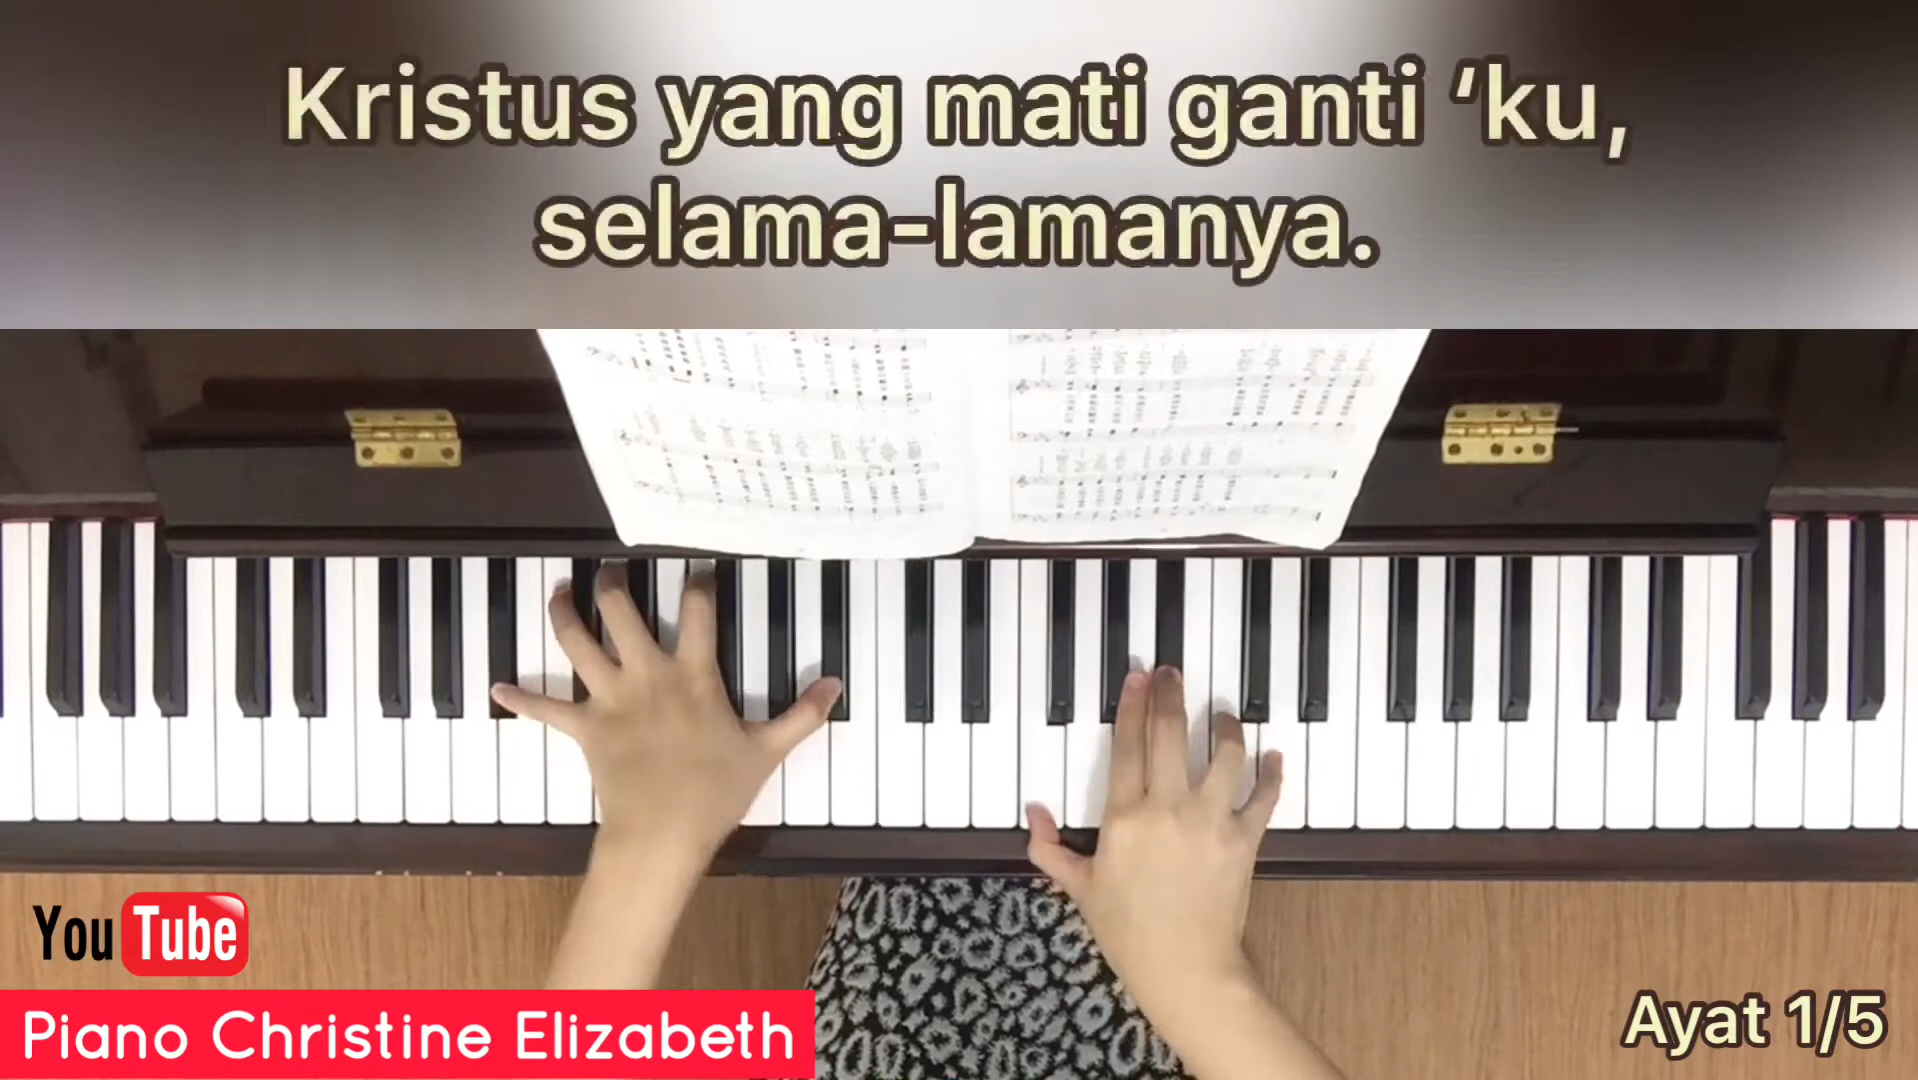 Kristus yang mati ganti ‘ku,
selama-lamanya.
YouTube
Piano Christine Elizabeth
Ayat 1/5